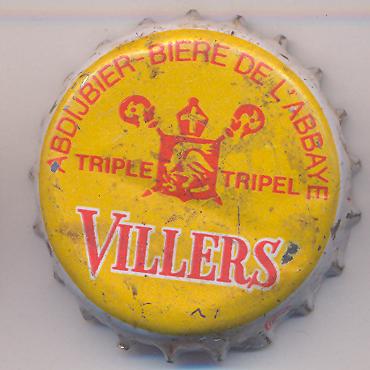 ABDIJBIER-BIERE DE L'ABBAYE
TRIPLE TRIPEL
VILLERS